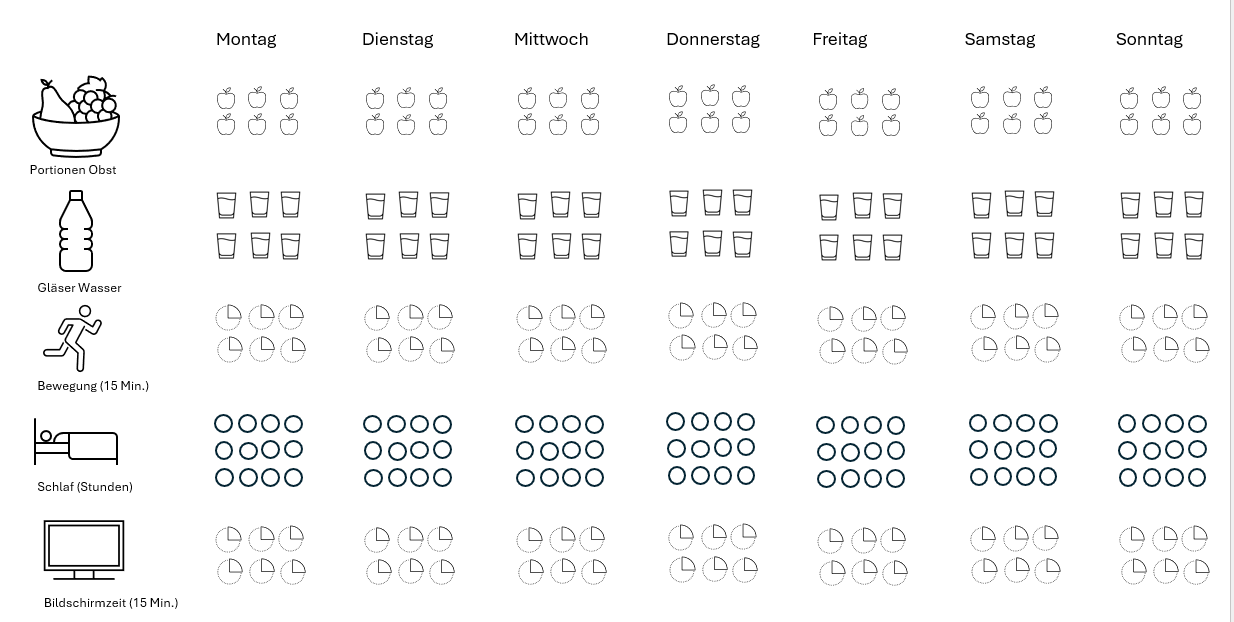 Montag Dienstag Mittwoch Donnerstag Freitag Samstag Sonntag
Portionen Obst
Gläser Wasser
Bewegung (15 Min.)
Schlaf (Stunden)
Bildschirmzeit (15 Min.)